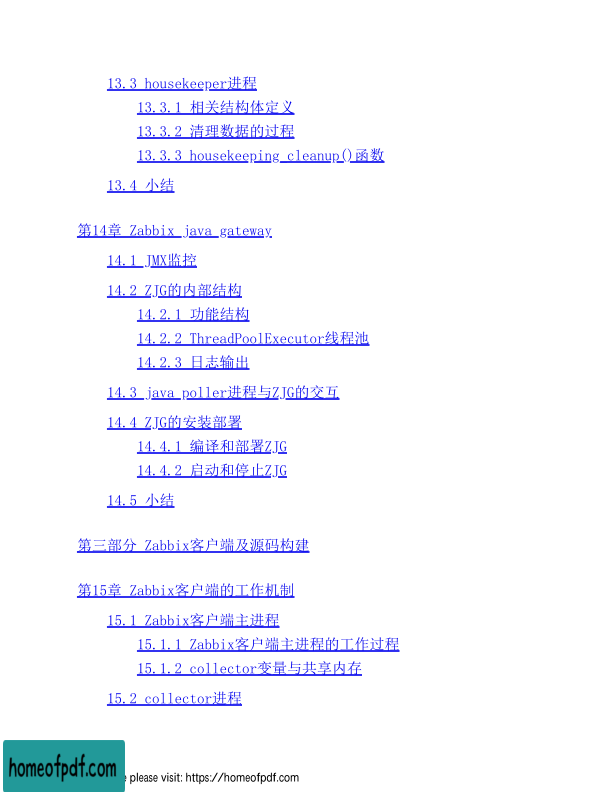 13.3 housekeeper进程
13.3.1 相关结构体定义
13.3.2 清理数据的过程
13.3.3 housekeeping_cleanup()函数
13.4 小结
第14章 Zabbix java gateway
14.1 JMX监控
14.2 ZJG的内部结构
14.2.1 功能结构
14.2.2 ThreadPoolExecutor线程池
14.2.3 日志输出
14.3 java poller进程与ZJG的交互
14.4 ZJG的安装部署
14.4.1 编译和部署ZJG
14.4.2 启动和停止ZJG
14.5 小结
第三部分 Zabbix客户端及源码构建
第15章 Zabbix客户端的工作机制
15.1 Zabbix客户端主进程
15.1.1 Zabbix客户端主进程的工作过程
15.1.2 collector变量与共享内存
15.2 collector进程
homeofpdf.com
please visit: https://homeofpdf.com